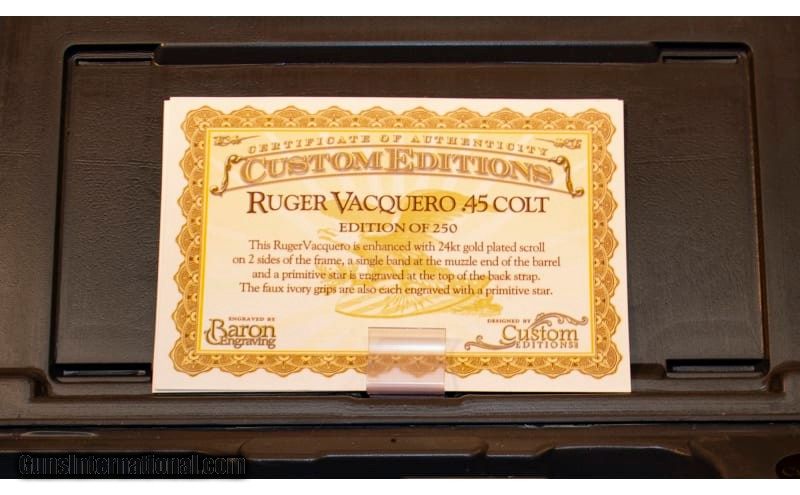 CERTIFICATE OF AUTHENTICITY
CUSTOM EDITIONS
RUGER VACQUERO .45 COLT
EDITION OF 250
This RugerVacquero is enhanced with 24kt gold plated scroll
on 2 sides of the frame, a single band at the muzzle end of the barrel
and a primitive star is engraved at the top of the back strap.
The faux ivory grips are also each engraved with a primitive star.
ENGRAVED BY
Baron
Engraving
DESIGNED BY
Custom
EDITIONS
GunsInternational.com